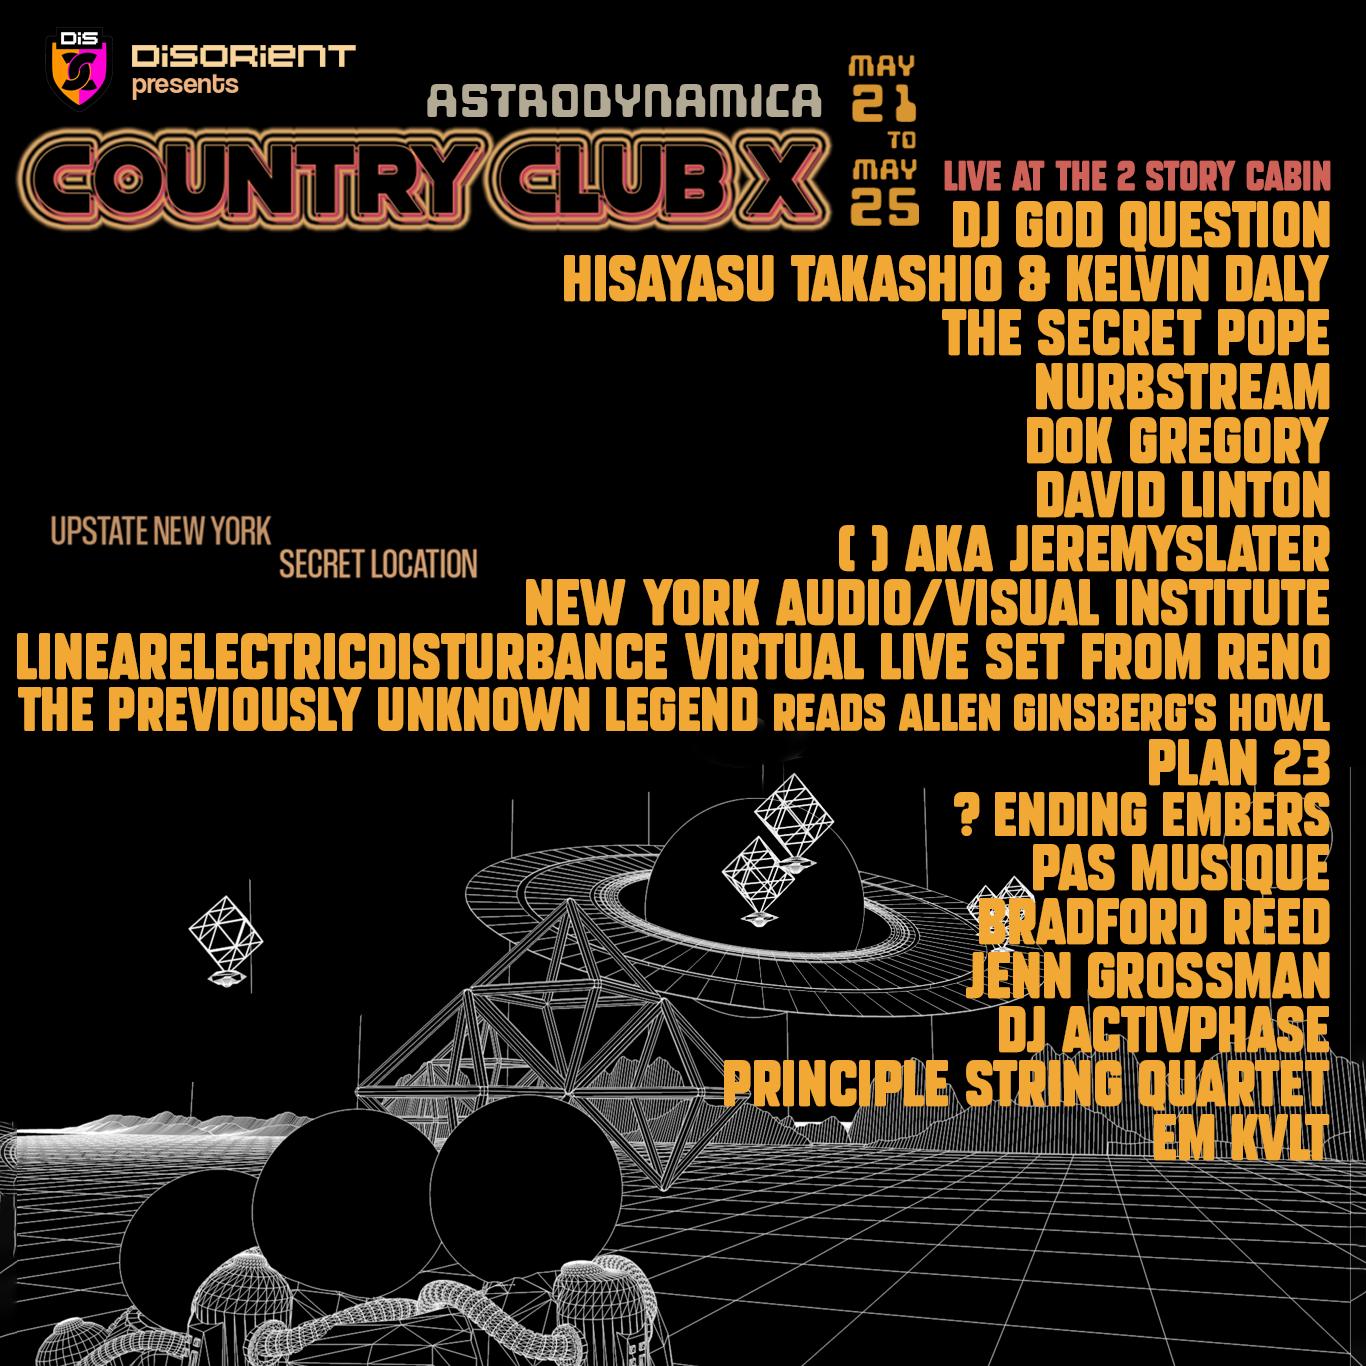 DiS
DiSORiENT
presents
ASTRODYNAMICA
COUNTRY CLUB X
MAY
21
TO
MAY
25
LIVE AT THE 2 STORY CABIN
DJ GOD QUESTION
HISAYASU TAKASHIO & KELVIN DALY
THE SECRET POPE
NURBSTREAM
DOK GREGORY
DAVID LINTON
( ) AKA JEREMYSLATER
NEW YORK AUDIO/VISUAL INSTITUTE
LINEARELECTRICDISTURBANCE VIRTUAL LIVE SET FROM RENO
THE PREVIOUSLY UNKNOWN LEGEND READS ALLEN GINSBERG'S HOWL
PLAN 23
? ENDING EMBERS
PAS MUSIQUE
BRADFORD REED
JENN GROSSMAN
DJ ACTIVPHASE
PRINCIPLE STRING QUARTET
EM KVLT
UPSTATE NEW YORK
SECRET LOCATION